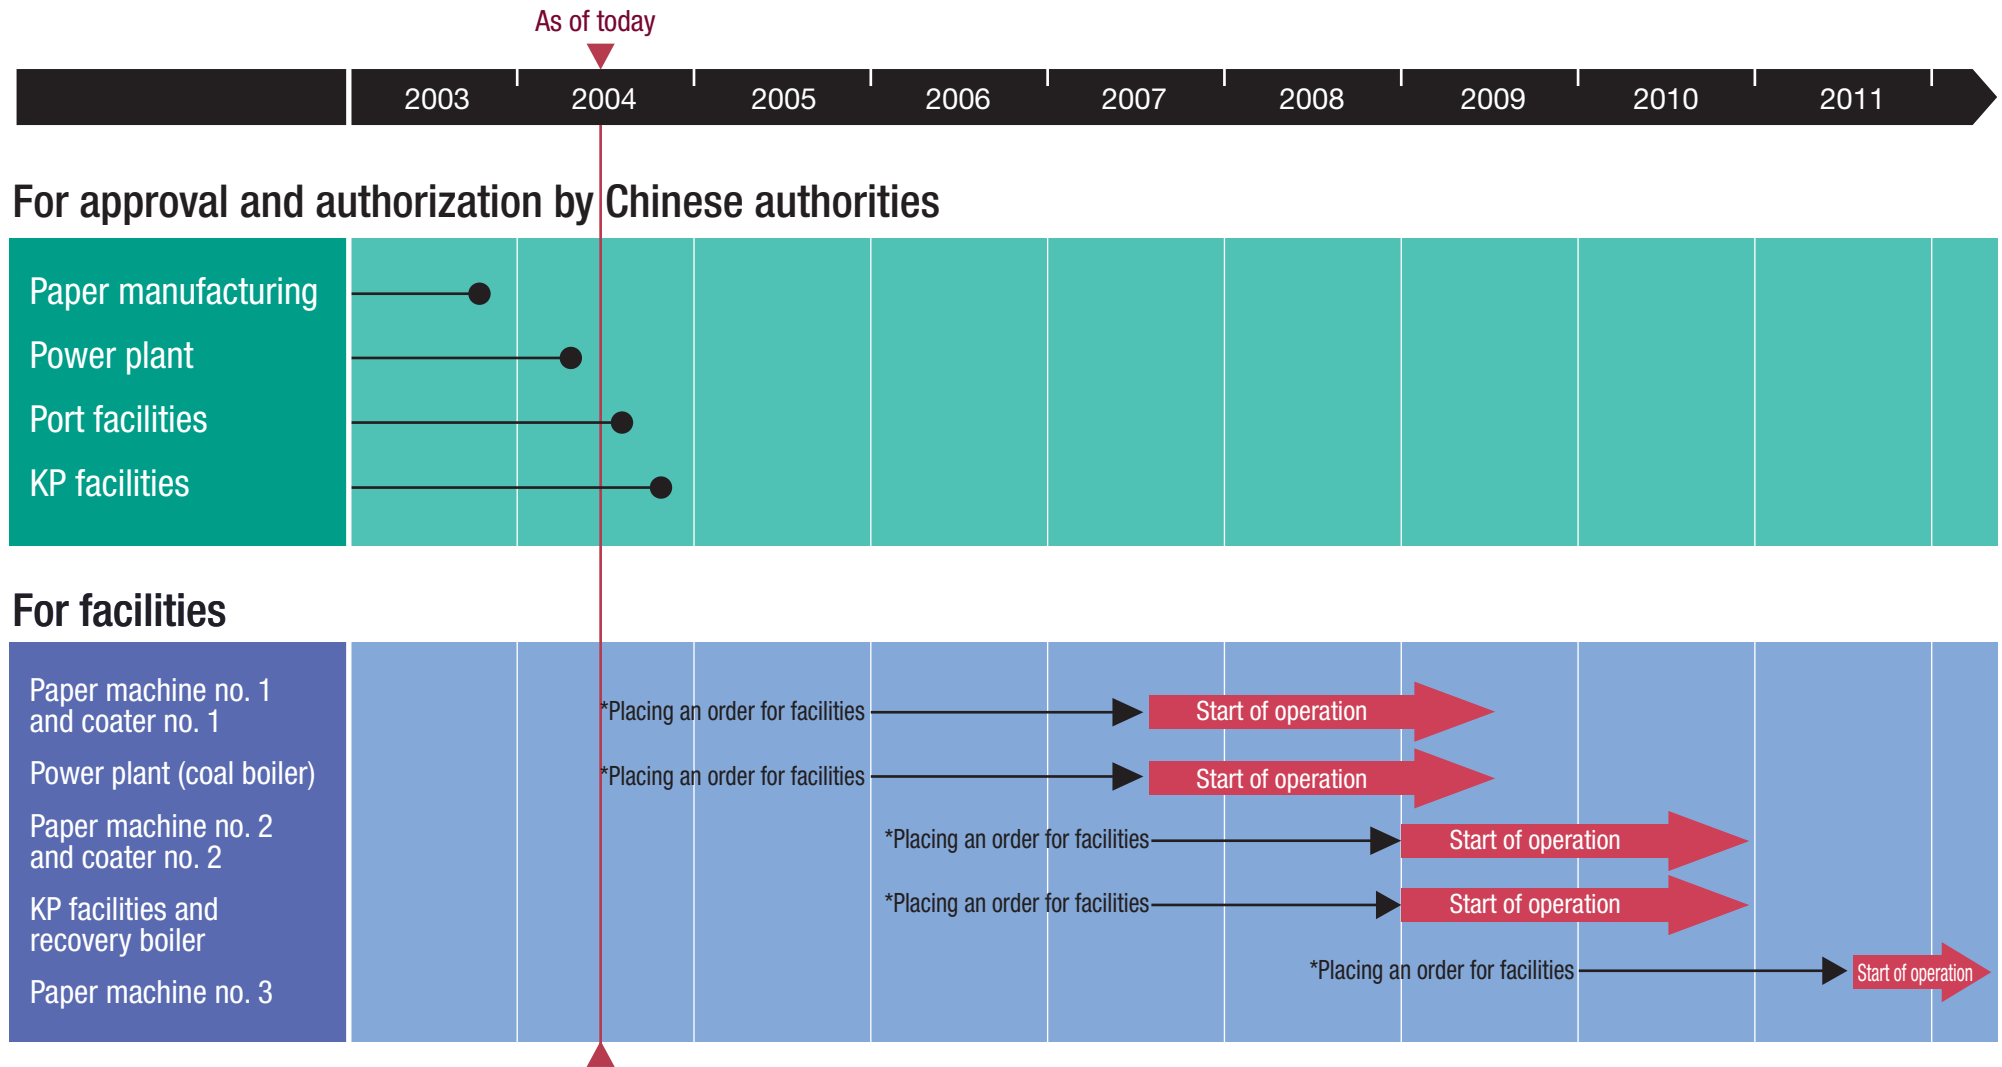 As of today
2003 2004 2005 2006 2007 2008 2009 2010 2011
For approval and authorization by Chinese authorities
Paper manufacturing
Power plant
Port facilities
KP facilities
For facilities
Paper machine no. 1
and coater no. 1
*Placing an order for facilities
Start of operation
Power plant (coal boiler)
*Placing an order for facilities
Start of operation
Paper machine no. 2
and coater no. 2
*Placing an order for facilities
Start of operation
KP facilities and
recovery boiler
*Placing an order for facilities
Start of operation
Paper machine no. 3
*Placing an order for facilities
Start of operation